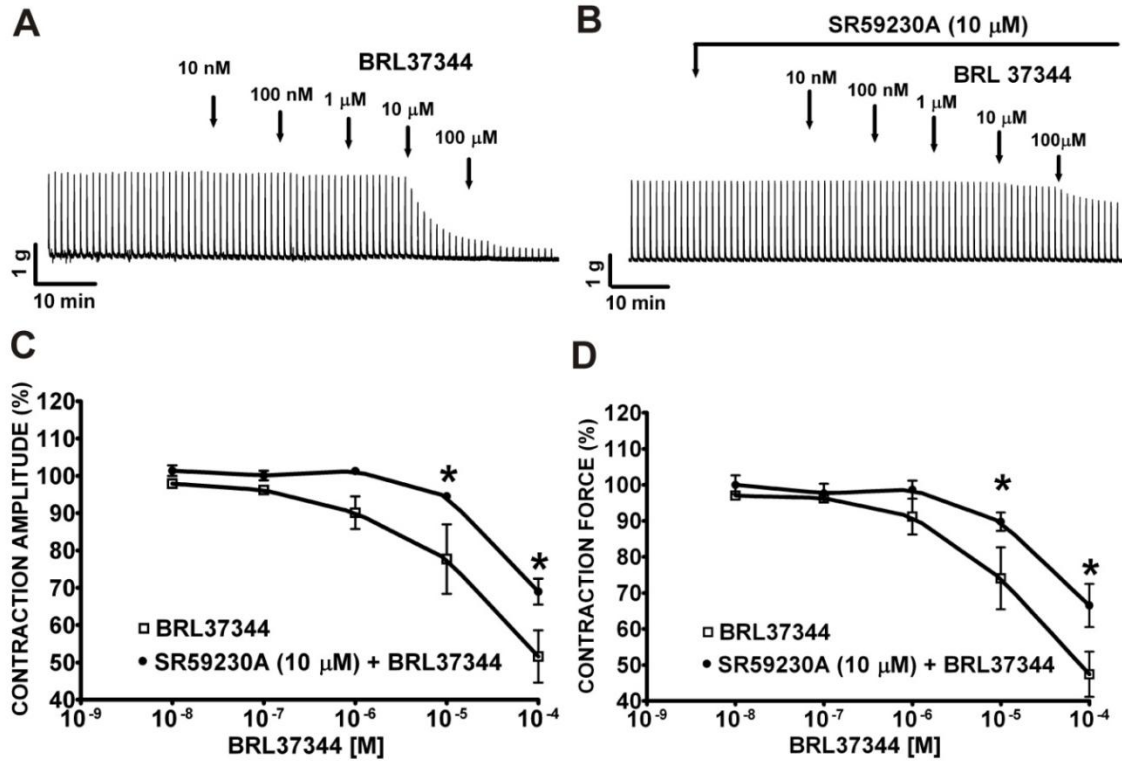 A
BRL37344
10 nM
100 nM
1 μM
10 μM
100 μM
1 g
10 min
B
SR59230A (10 μM)
BRL 37344
10 nM
100 nM
1 μM
10 μM
100μM
1 g
10 min
C
CONTRACTION AMPLITUDE (%)
120
110
100
90
80
70
60
50
40
*
*
BRL37344
SR59230A (10 μM) + BRL37344
10⁻⁹ 10⁻⁸ 10⁻⁷ 10⁻⁶ 10⁻⁵ 10⁻⁴
BRL37344 [M]
D
CONTRACTION FORCE (%)
120
110
100
90
80
70
60
50
40
*
*
BRL37344
SR59230A (10 μM) + BRL37344
10⁻⁹ 10⁻⁸ 10⁻⁷ 10⁻⁶ 10⁻⁵ 10⁻⁴
BRL37344 [M]